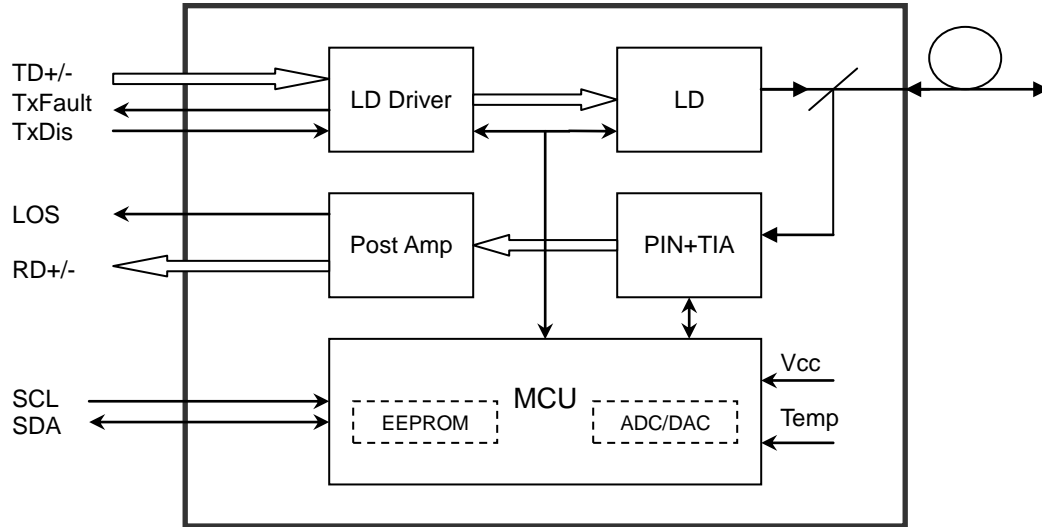 TD+/-
TxFault
TxDis
LD Driver
LD
LOS
RD+/-
Post Amp
PIN+TIA
SCL
SDA
MCU
EEPROM
ADC/DAC
Vcc
Temp